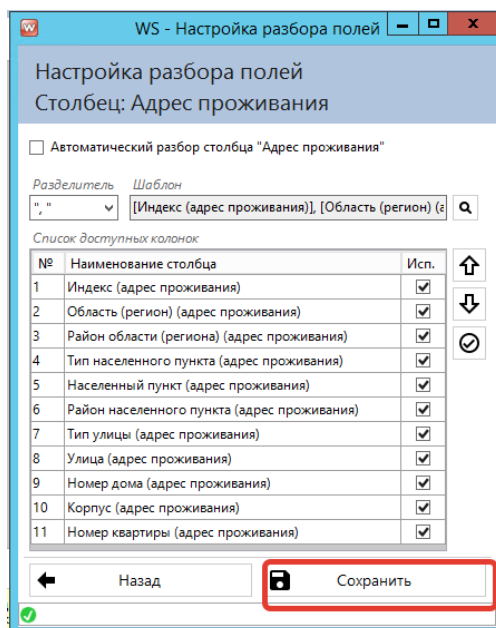 WS - Настройка разбора полей
Настройка разбора полей
Столбец: Адрес проживания
Автоматический разбор столбца "Адрес проживания"
Разделитель Шаблон
", " [Индекс (адрес проживания)], [Область (регион) (а
Список доступных колонок
№ Наименование столбца Исп.
1 Индекс (адрес проживания)
2 Область (регион) (адрес проживания)
3 Район области (региона) (адрес проживания)
4 Тип населенного пункта (адрес проживания)
5 Населенный пункт (адрес проживания)
6 Район населенного пункта (адрес проживания)
7 Тип улицы (адрес проживания)
8 Улица (адрес проживания)
9 Номер дома (адрес проживания)
10 Корпус (адрес проживания)
11 Номер квартиры (адрес проживания)
Назад Сохранить